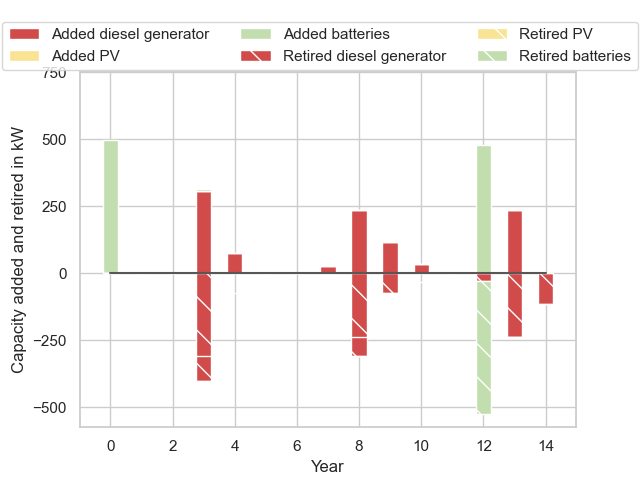 Added diesel generator Added batteries Retired PV
Added PV Retired diesel generator Retired batteries
750
500
250
0
−250
−500
Capacity added and retired in kW
0 2 4 6 8 10 12 14
Year